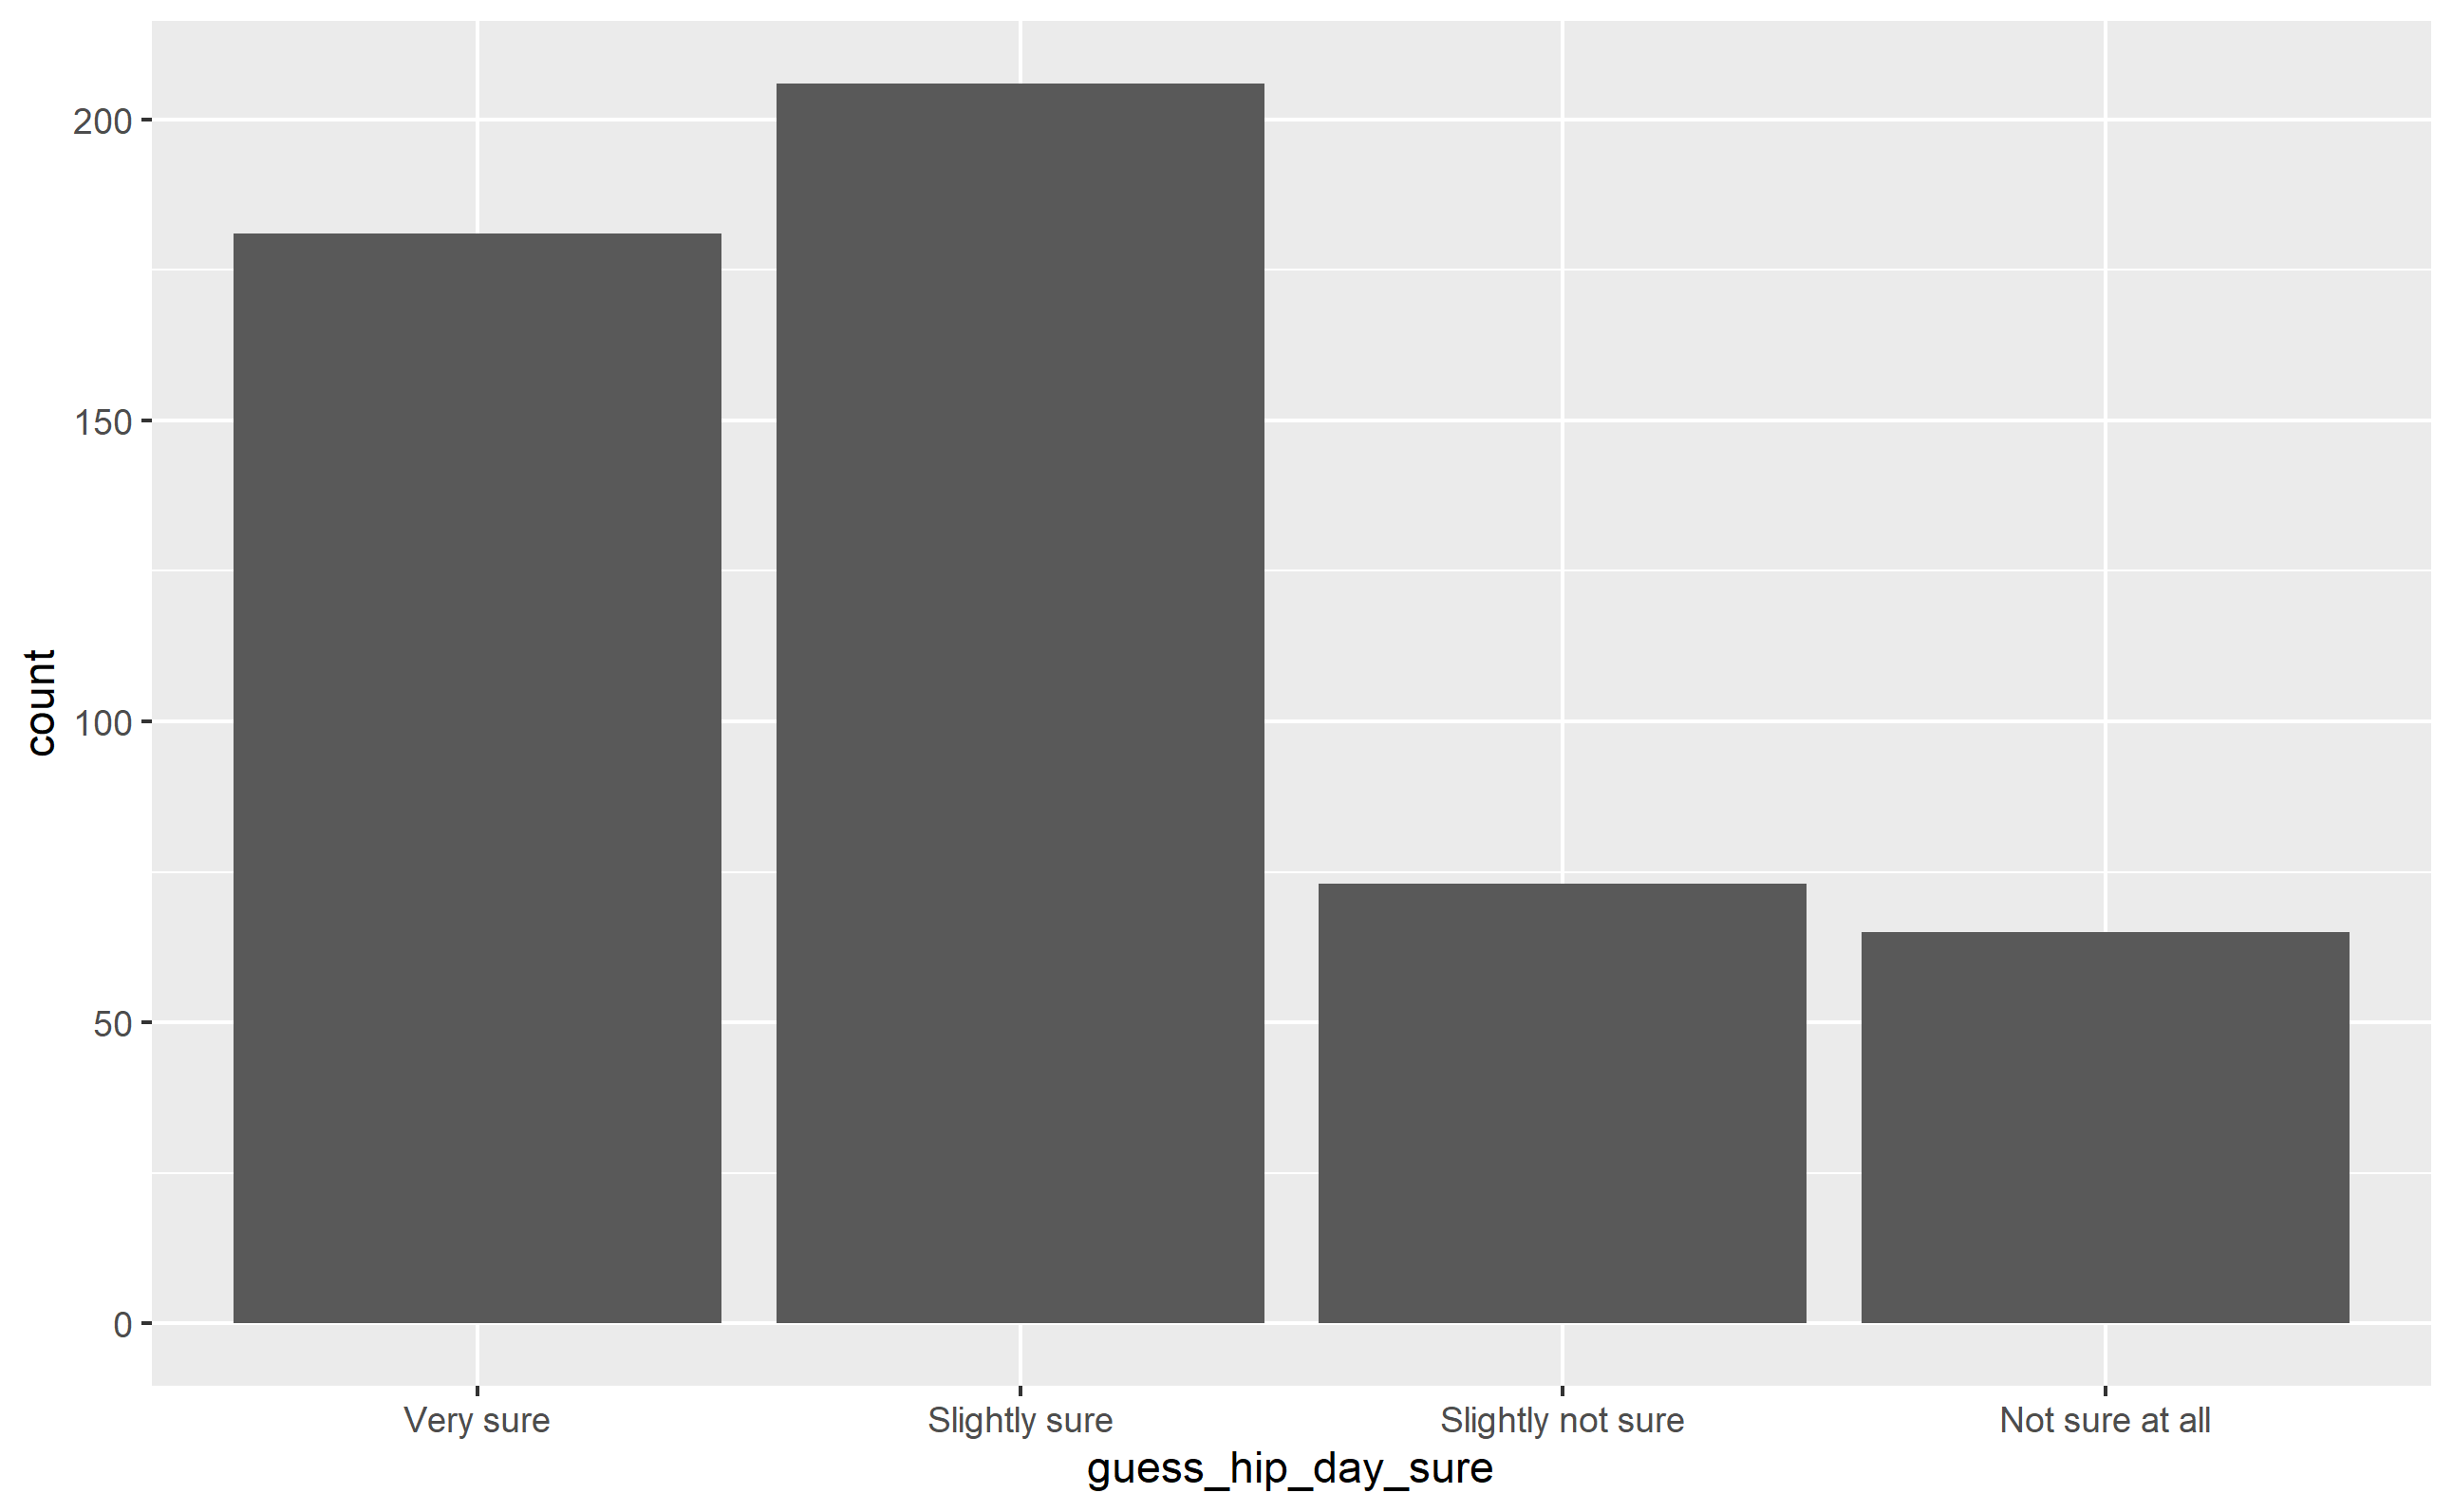 200
150
100
50
0
count
Very sure
Slightly sure
Slightly not sure
Not sure at all
guess_hip_day_sure